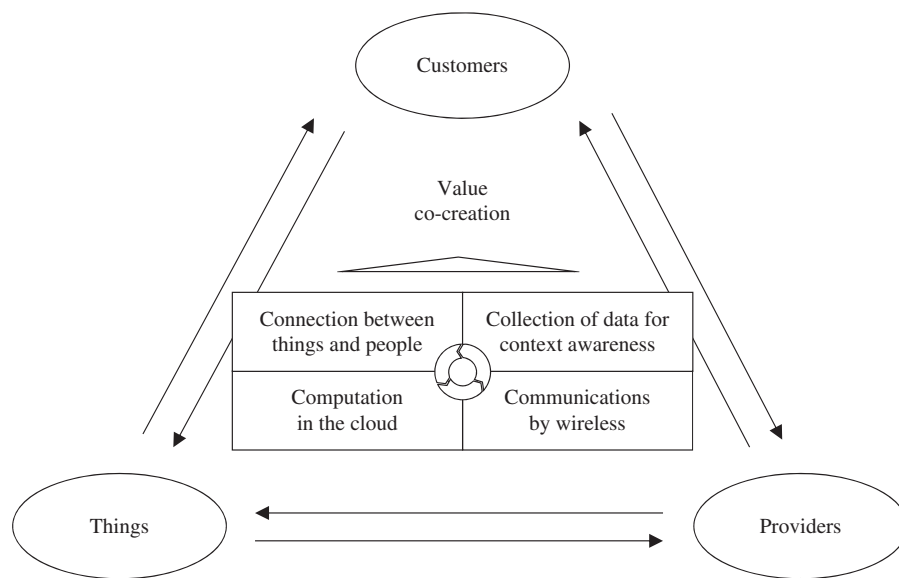 Customers
Value
co-creation
Connection between
things and people
Collection of data for
context awareness
Computation
in the cloud
Communications
by wireless
Things
Providers